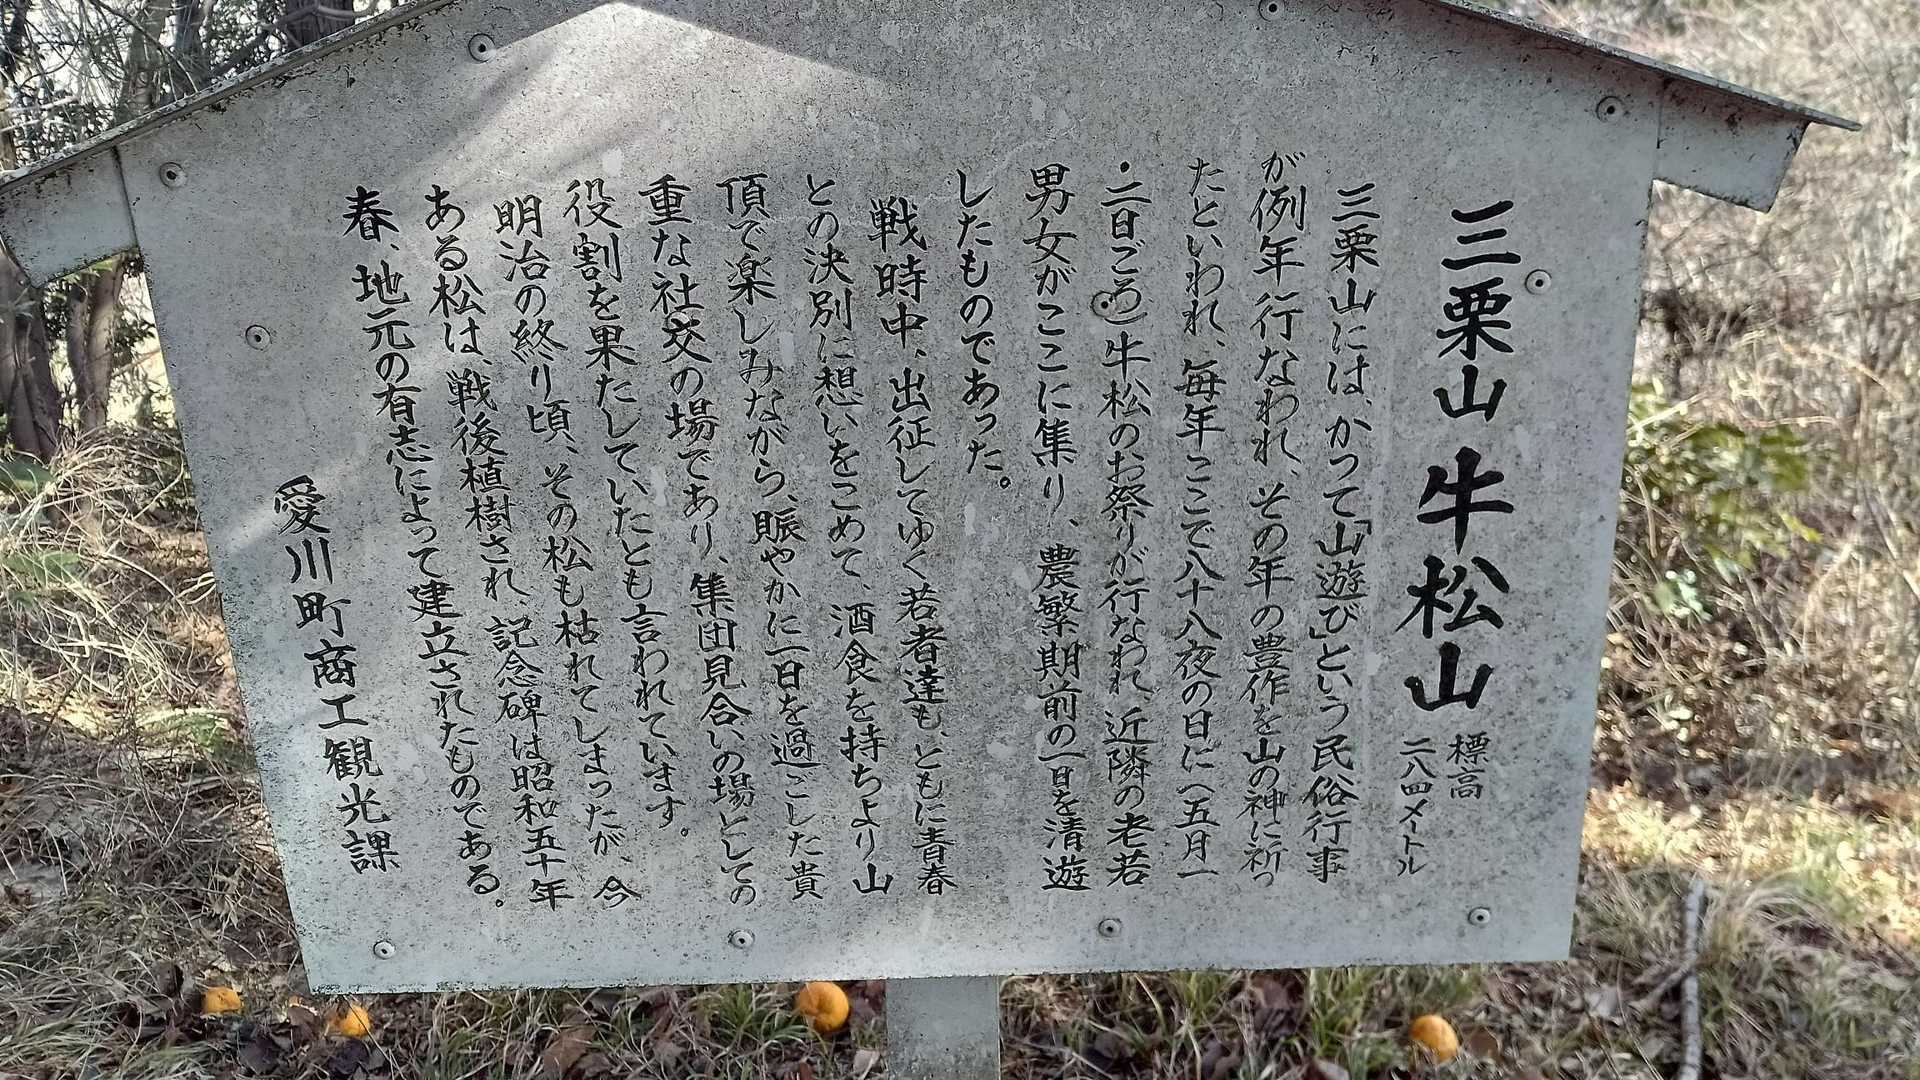 三栗山 牛松山 標高 二八四メートル
三栗山には、かつて「山遊び」という民俗行事
が例年行なわれ、その年の豊作を山の神に祈っ
たといわれ、毎年ここで八十八夜の日に(五月一
・二日ごろ)牛松のお祭りが行なわれ近隣の老若
男女がここに集り、農繁期前の一日を清遊
したものであった。
戦時中、出征してゆく若者達も、ともに青春
との決別に想いをこめて、酒食を持ちより山
頂で楽しみながら、賑やかに一日を過ごした貴
重な社交の場であり、集団見合いの場としての
役割を果たしていたとも言われています。
明治の終り頃、その松も枯れてしまったが、今
ある松は、戦後植樹され、記念碑は昭和五十年
春、地元の有志によって建立されたものである。
愛川町商工観光課